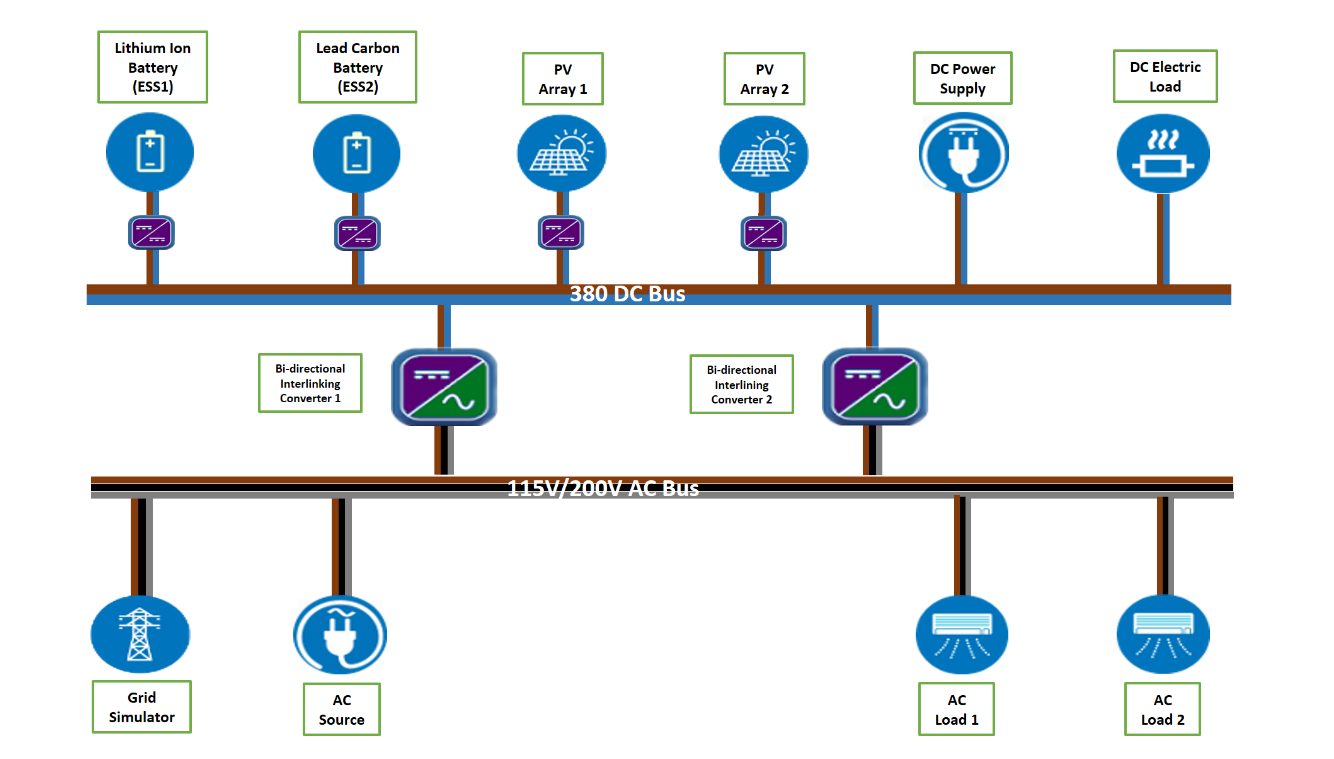 Lithium Ion
Battery
(ESS1)
Lead Carbon
Battery
(ESS2)
PV
Array 1
PV
Array 2
DC Power
Supply
DC Electric
Load
380 DC Bus
Bi-directional
Interlinking
Converter 1
Bi-directional
Interlining
Converter 2
115V/200V AC Bus
Grid
Simulator
AC
Source
AC
Load 1
AC
Load 2